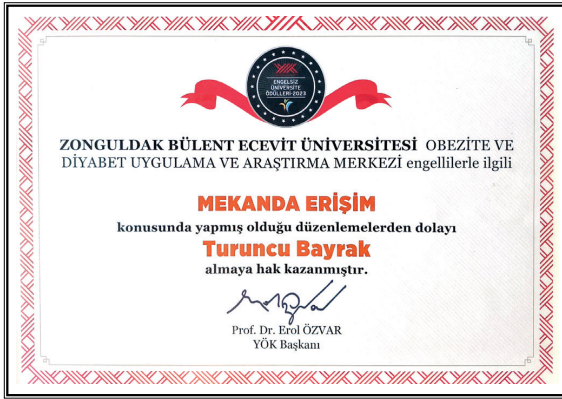 ENGELSİZ
ÜNİVERSİTE
ÖDÜLLERİ-2023
ZONGULDAK BÜLENT ECEVİT ÜNİVERSİTESİ OBEZİTE VE
DİYABET UYGULAMA VE ARAŞTIRMA MERKEZİ engellilerle ilgili
MEKANDA ERİŞİM
konusunda yapmış olduğu düzenlemelerden dolayı
Turuncu Bayrak
almaya hak kazanmıştır.
Prof. Dr. Erol ÖZVAR
YÖK Başkanı